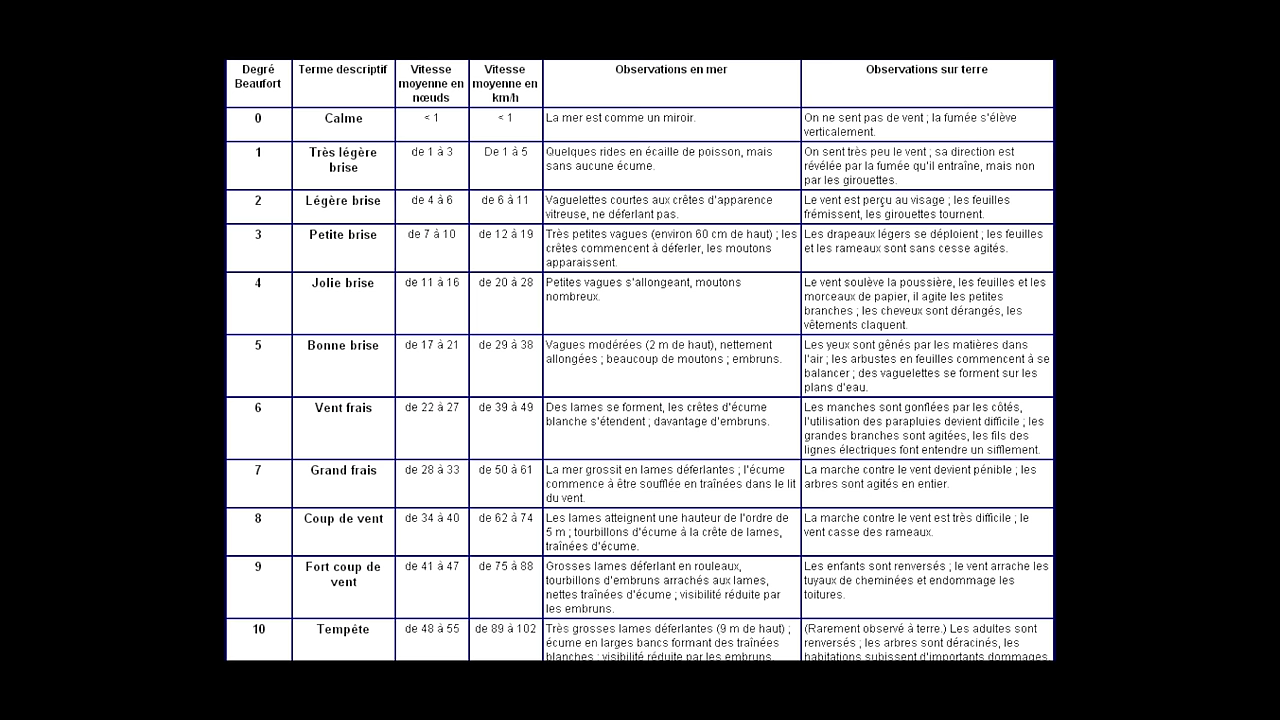 Degré Beaufort
Terme descriptif
Vitesse moyenne en nœuds
Vitesse moyenne en km/h
Observations en mer
Observations sur terre
0
Calme
< 1
< 1
La mer est comme un miroir.
On ne sent pas de vent ; la fumée s'élève
verticalement.
1
Très légère
brise
de 1 à 3
De 1 à 5
Quelques rides en écaille de poisson, mais
sans aucune écume.
On sent très peu le vent ; sa direction est
révélée par la fumée qu'il entraîne, mais non
par les girouettes.
2
Légère brise
de 4 à 6
de 6 à 11
Vaguelettes courtes aux crêtes d'apparence
vitreuse, ne déferlant pas.
Le vent est perçu au visage ; les feuilles
frémissent, les girouettes tournent.
3
Petite brise
de 7 à 10
de 12 à 19
Très petites vagues (environ 60 cm de haut) ; les
crêtes commencent à déferler, les moutons
apparaissent.
Les drapeaux légers se déploient ; les feuilles
et les rameaux sont sans cesse agités.
4
Jolie brise
de 11 à 16
de 20 à 28
Petites vagues s'allongeant, moutons
nombreux.
Le vent soulève la poussière, les feuilles et les
morceaux de papier, il agite les petites
branches ; les cheveux sont dérangés, les
vêtements claquent.
5
Bonne brise
de 17 à 21
de 29 à 38
Vagues modérées (2 m de haut), nettement
allongées ; beaucoup de moutons ; embruns.
Les yeux sont gênés par les matières dans
l'air ; les arbustes en feuilles commencent à se
balancer ; des vaguelettes se forment sur les
plans d'eau.
6
Vent frais
de 22 à 27
de 39 à 49
Des lames se forment, les crêtes d'écume
blanche s'étendent ; davantage d'embruns.
Les manches sont gonflées par les côtés,
l'utilisation des parapluies devient difficile ; les
grandes branches sont agitées, les fils des
lignes électriques font entendre un sifflement.
7
Grand frais
de 28 à 33
de 50 à 61
La mer grossit en lames déferlantes ; l'écume
commence à être soufflée en traînées dans le lit
du vent.
La marche contre le vent devient pénible ; les
arbres sont agités en entier.
8
Coup de vent
de 34 à 40
de 62 à 74
Les lames atteignent une hauteur de l'ordre de
5 m ; tourbillons d'écume à la crête de lames,
traînées d'écume.
La marche contre le vent est très difficile ; le
vent casse des rameaux.
9
Fort coup de
vent
de 41 à 47
de 75 à 88
Grosses lames déferlant en rouleaux,
tourbillons d'embruns arrachés aux lames,
nettes traînées d'écume ; visibilité réduite par
les embruns.
Les enfants sont renversés ; le vent arrache les
tuyaux de cheminées et endommage les
toitures.
10
Tempête
de 48 à 55
de 89 à 102
Très grosses lames déferlantes (9 m de haut) ;
écume en larges bancs formant des traînées
blanches ; visibilité réduite par les embruns.
(Rarement observé à terre.) Les adultes sont
renversés ; les arbres sont déracinés, les
habitations subissent d'importants dommages.